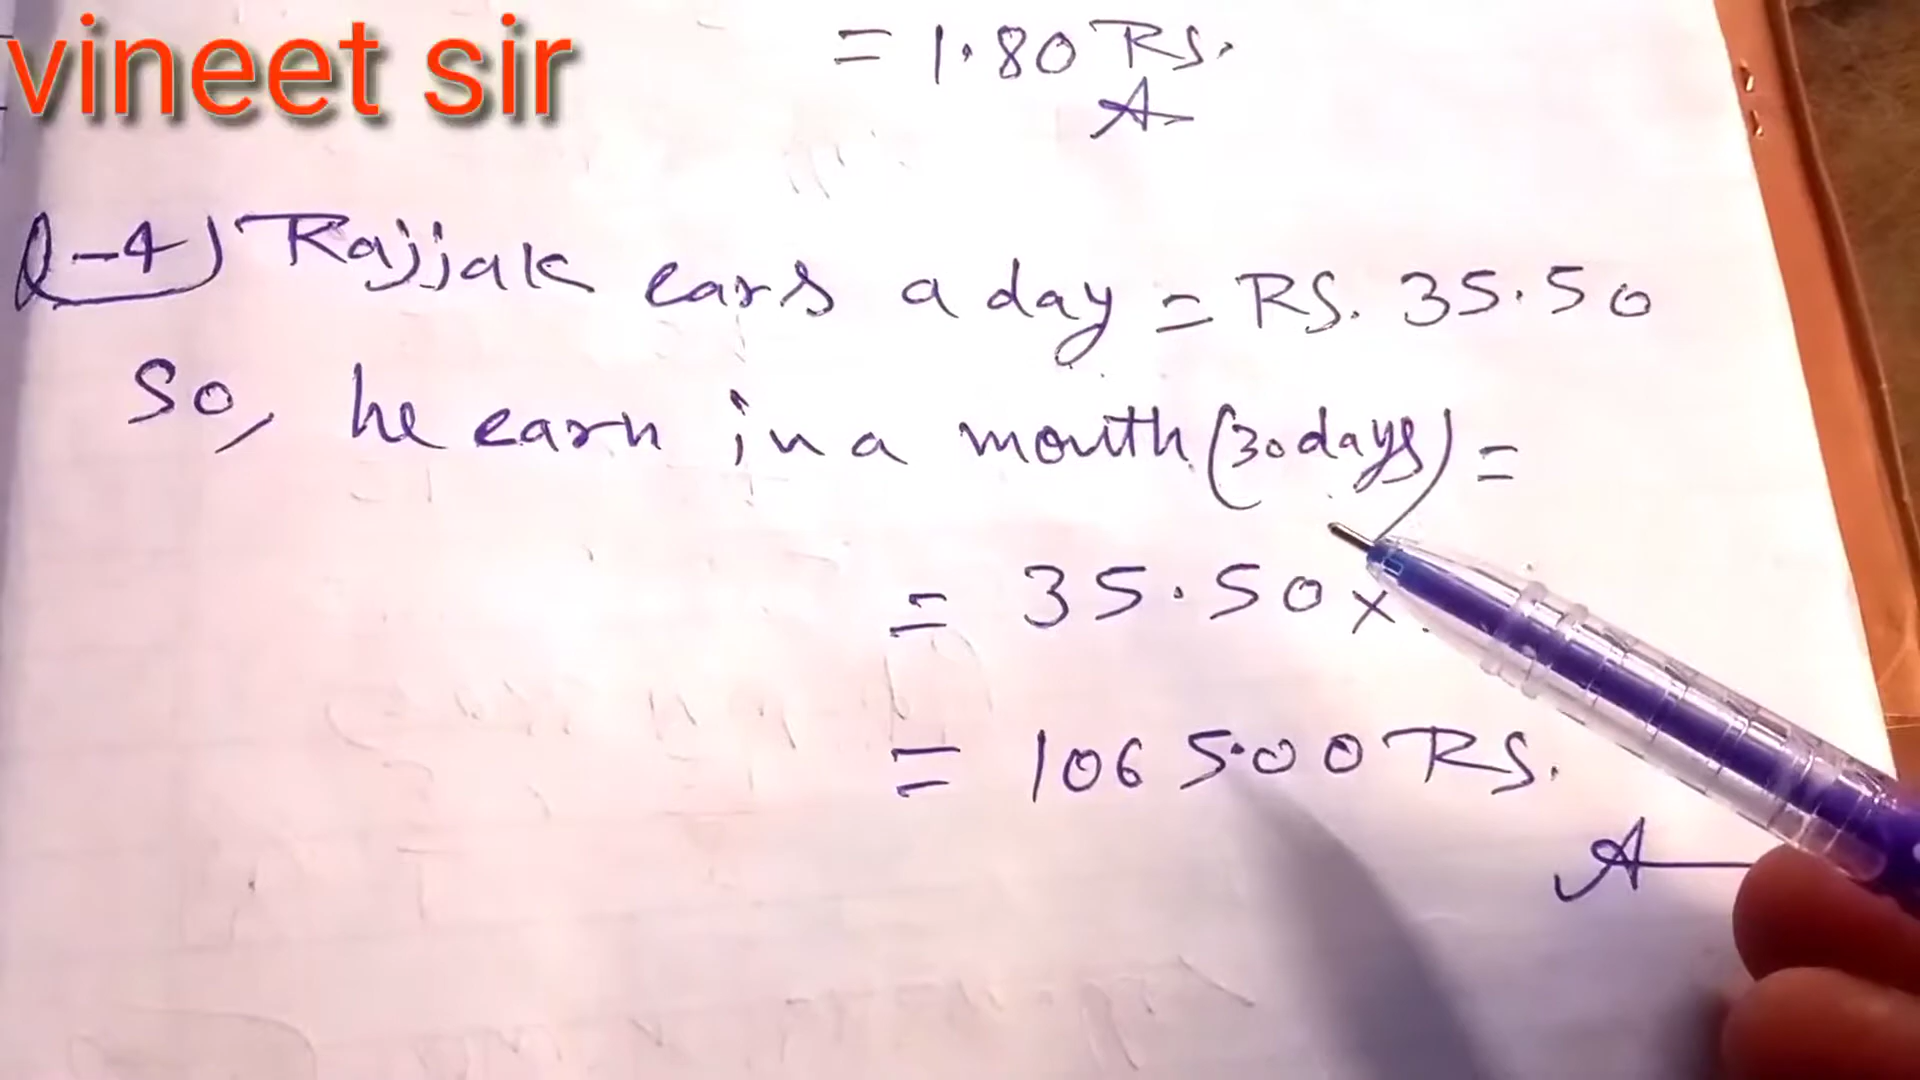 vineet sir
= 1.80 RS.
A
Q-4) Rajjak ears a day = RS. 35.50
So, he earn in a month (30 days) =
= 35.50 ×
= 1065.00 RS.
A